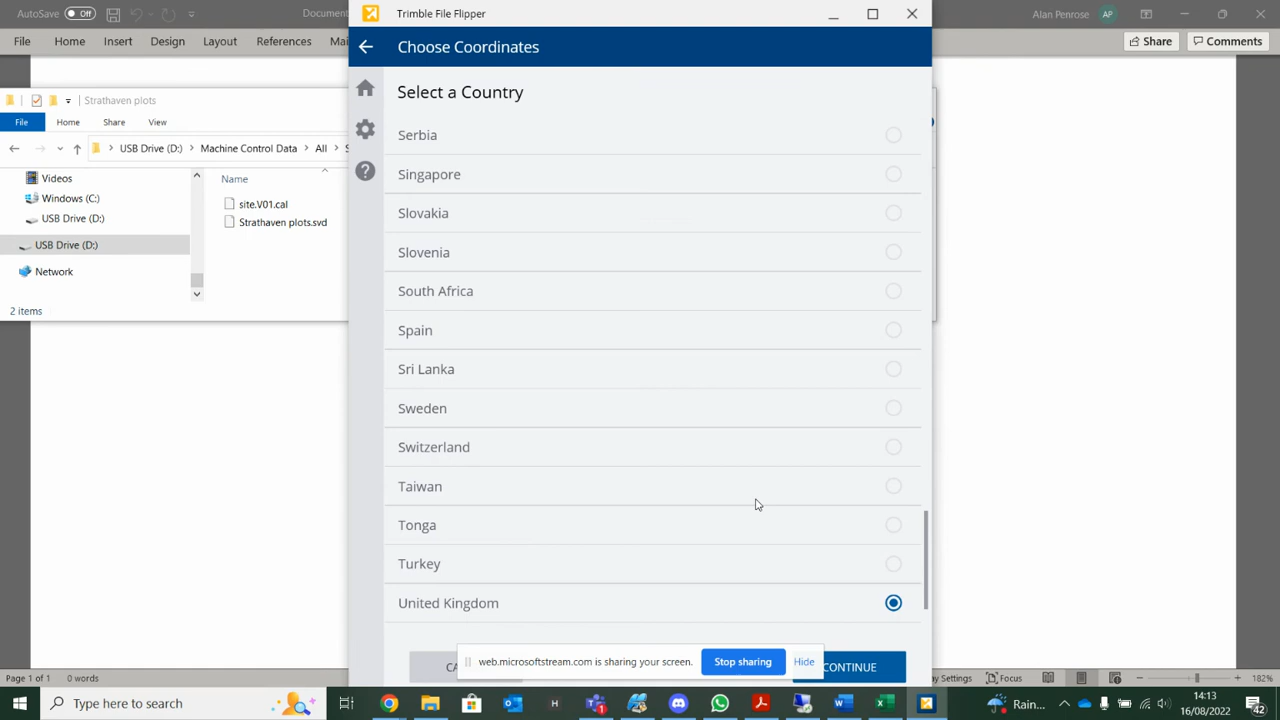 AutoSave Off
Document
Trimble File Flipper
Alan Penrose AP
File Home Insert Design Layout References
Choose Coordinates
Share Comments
Strathaven plots
File Home Share View
USB Drive (D:) Machine Control Data All
Videos
Windows (C:)
USB Drive (D:)
USB Drive (D:)
Network
Name
site.V01.cal
Strathaven plots.svd
2 items
Select a Country
Serbia
Singapore
Slovakia
Slovenia
South Africa
Spain
Sri Lanka
Sweden
Switzerland
Taiwan
Tonga
Turkey
United Kingdom
web.microsoftstream.com is sharing your screen. Stop sharing Hide
CONTINUE
Page 1 of 1 0 words
Focus 182%
Type here to search
Rain...
14:13
16/08/2022
42